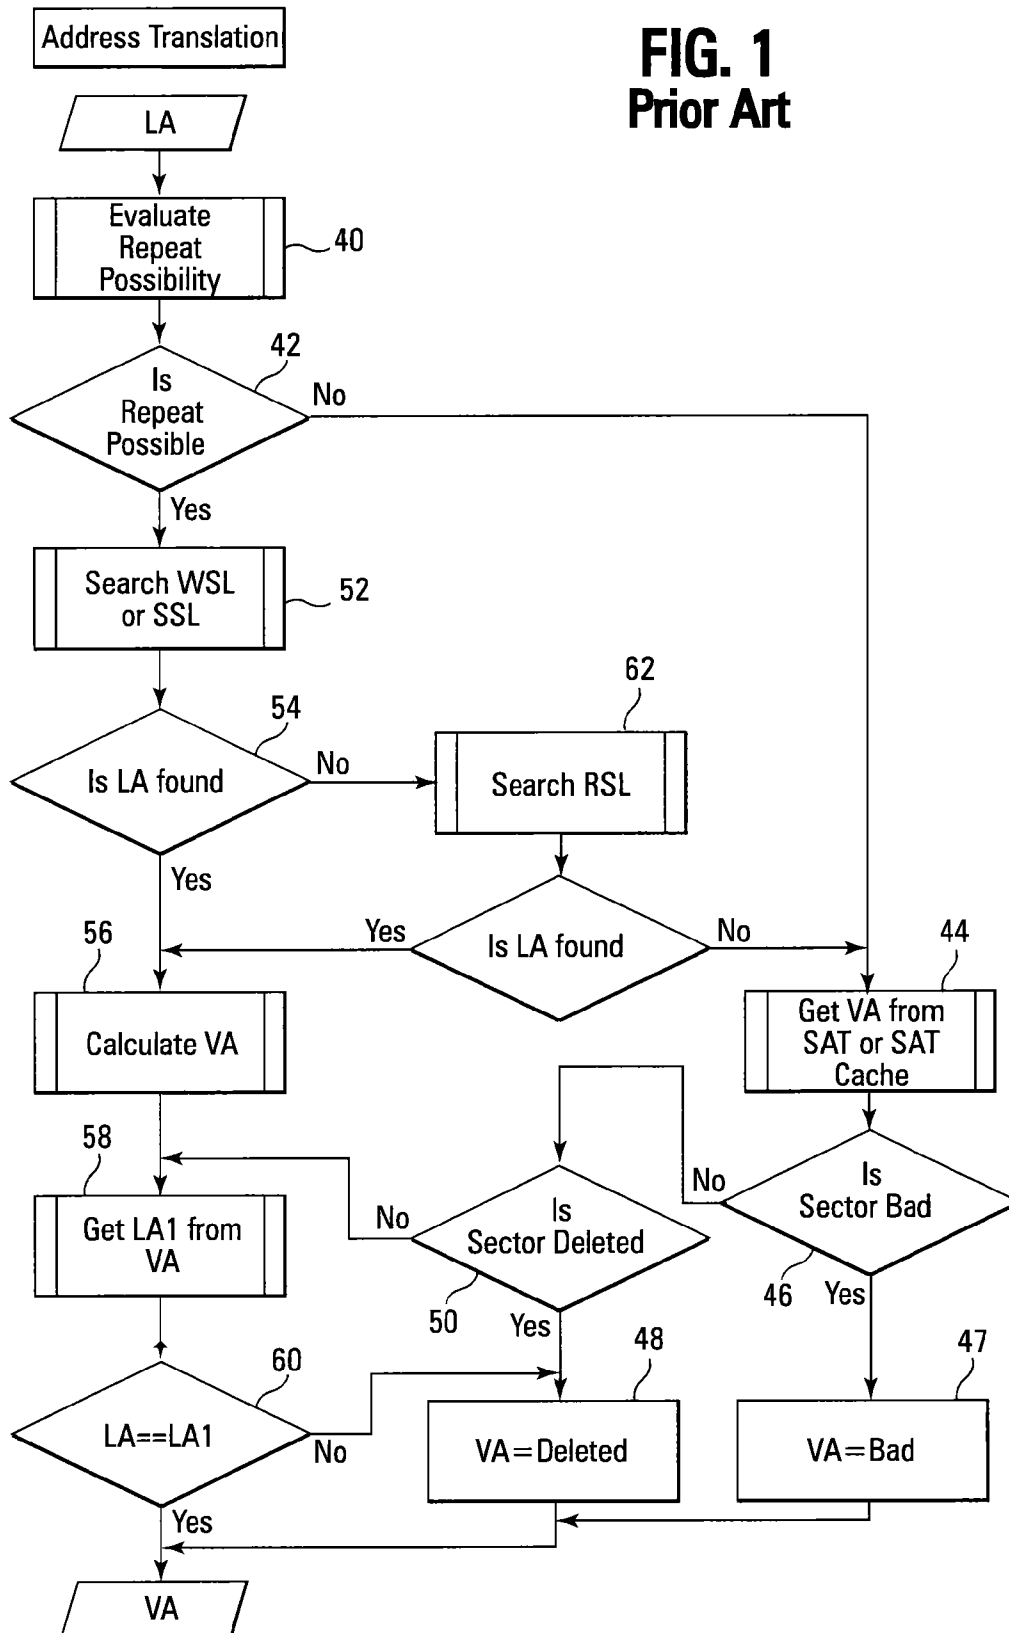 Address Translation
FIG. 1
Prior Art
LA
Evaluate
Repeat
Possibility
40
42
Is
Repeat
Possible
No
Yes
Search WSL
or SSL
52
54
Is LA found
No
62
Search RSL
Yes
Is LA found
Yes
No
56
Calculate VA
44
Get VA from
SAT or SAT
Cache
58
Get LA1 from
VA
No
Is
Sector Deleted
50
Yes
No
Is
Sector Bad
46
Yes
60
LA==LA1
No
48
VA=Deleted
47
VA=Bad
Yes
VA